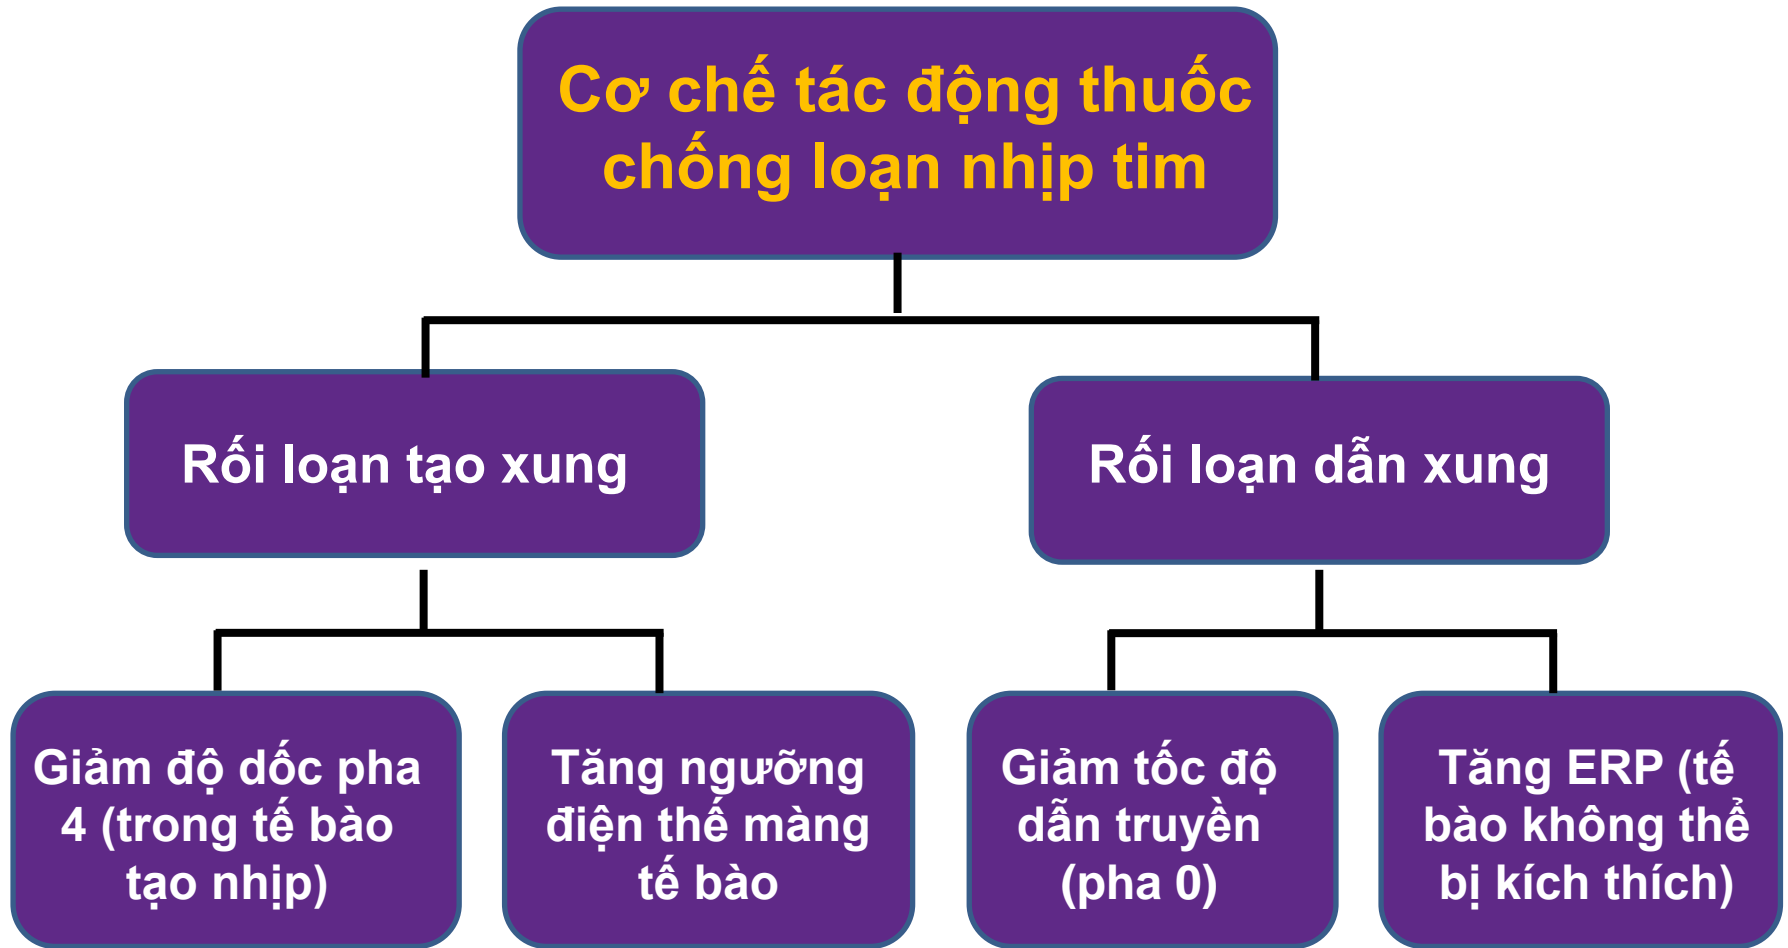 Cơ chế tác động thuốc
chống loạn nhịp tim
Rối loạn tạo xung
Rối loạn dẫn xung
Giảm độ dốc pha
4 (trong tế bào
tạo nhịp)
Tăng ngưỡng
điện thế màng
tế bào
Giảm tốc độ
dẫn truyền
(pha 0)
Tăng ERP (tế
bào không thể
bị kích thích)